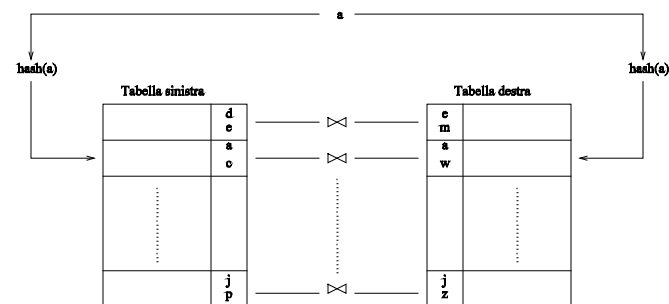 a
hash(a) hash(a)
Tabella sinistra Tabella destra
d e
e m
a a
c w
j j
p z